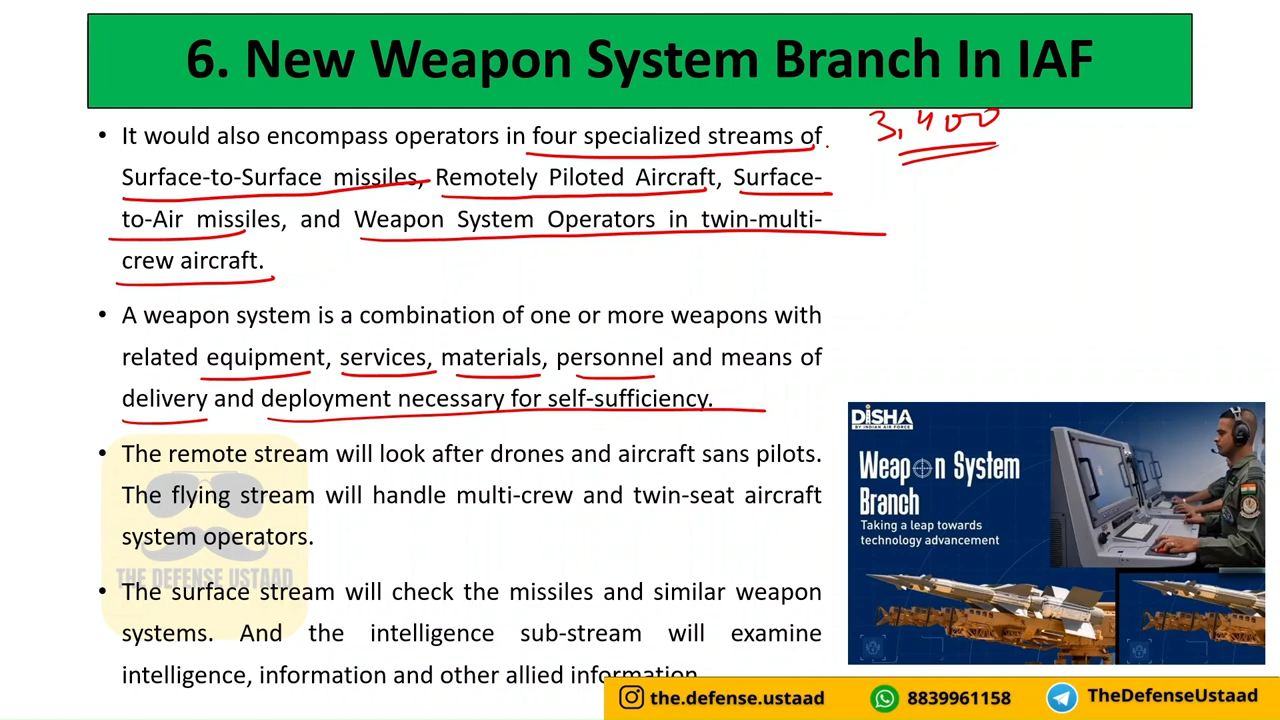 6. New Weapon System Branch In IAF
3,400
• It would also encompass operators in four specialized streams of
Surface-to-Surface missiles, Remotely Piloted Aircraft, Surface-
to-Air missiles, and Weapon System Operators in twin-multi-
crew aircraft.
• A weapon system is a combination of one or more weapons with
related equipment, services, materials, personnel and means of
delivery and deployment necessary for self-sufficiency.
• The remote stream will look after drones and aircraft sans pilots.
The flying stream will handle multi-crew and twin-seat aircraft
system operators.
• The surface stream will check the missiles and similar weapon
systems. And the intelligence sub-stream will examine
intelligence, information and other allied information.
THE DEFENSE USTAAD
DISHA
BY INDIAN AIR FORCE
Weapon System
Branch
Taking a leap towards
technology advancement
the.defense.ustaad
8839961158
TheDefenseUstaad